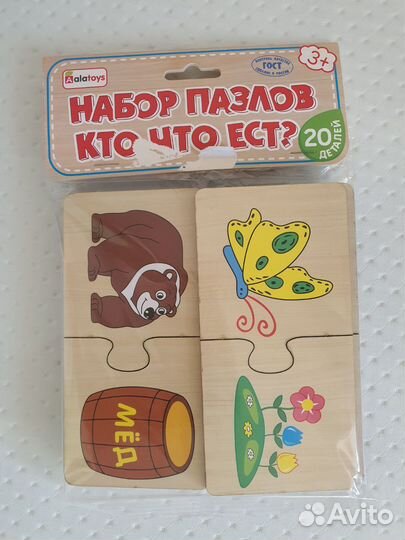 alatoys
ГОСТ
3+
НАБОР ПАЗЛОВ
КТО ЧТО ЕСТ?
20
ДЕТАЛЕЙ
МЁД
Avito